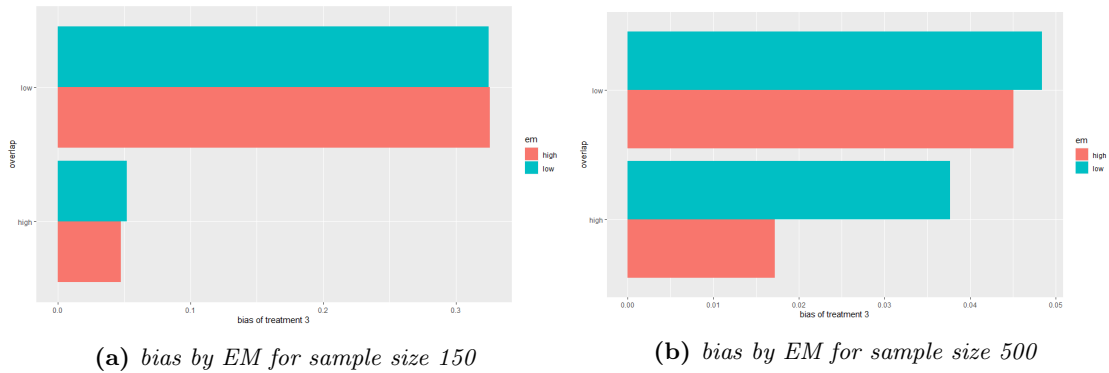 overlap
low
high
0.0 0.1 0.2 0.3
bias of treatment 3
em
high
low
(a) bias by EM for sample size 150
overlap
low
high
0.00 0.01 0.02 0.03 0.04 0.05
bias of treatment 3
em
high
low
(b) bias by EM for sample size 500